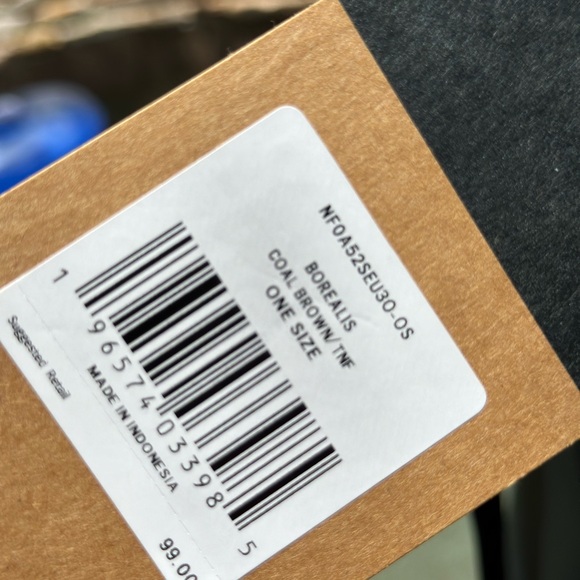 NF0A52SEU30-OS
BOREALIS
COAL BROWN/TNF
ONE SIZE
1 96574 03398 5
MADE IN INDONESIA
Suggested Retail
99.00